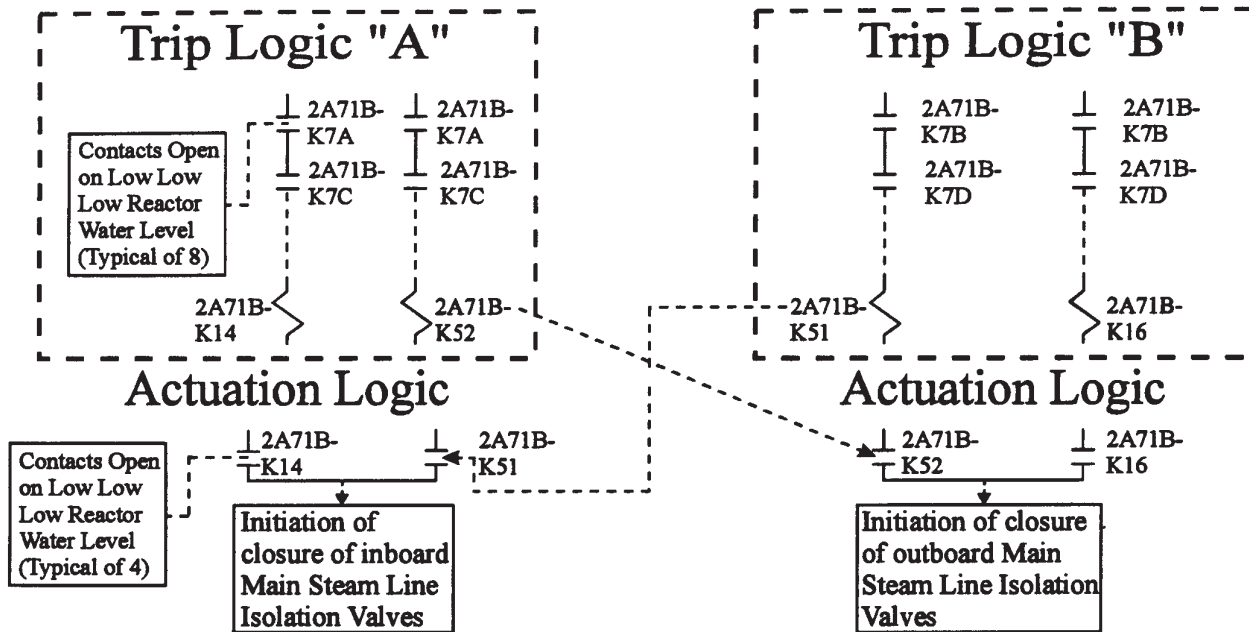 Trip Logic "A"
2A71B-
K7A
2A71B-
K7A
Contacts Open
on Low Low
Low Reactor
Water Level
(Typical of 8)
2A71B-
K7C
2A71B-
K7C
2A71B-
K14
2A71B-
K52
Trip Logic "B"
2A71B-
K7B
2A71B-
K7B
2A71B-
K7D
2A71B-
K7D
2A71B-
K51
2A71B-
K16
Actuation Logic
Contacts Open
on Low Low
Low Reactor
Water Level
(Typical of 4)
2A71B-
K14
2A71B-
K51
Initiation of
closure of inboard
Main Steam Line
Isolation Valves
Actuation Logic
2A71B-
K52
2A71B-
K16
Initiation of closure
of outboard Main
Steam Line Isolation
Valves